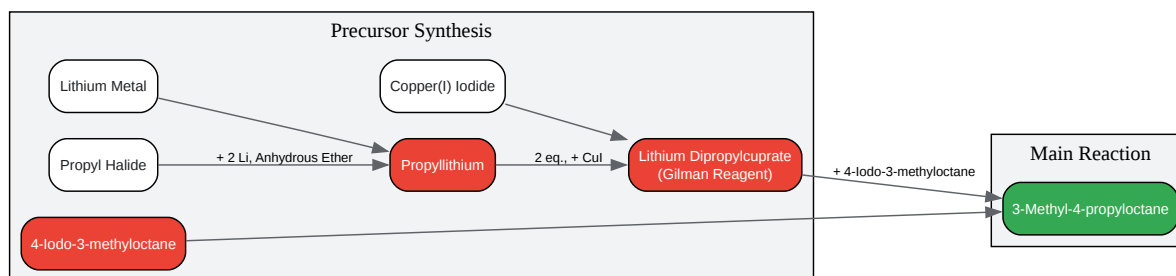 Precursor Synthesis
Lithium Metal
Copper(I) Iodide
Propyl Halide
+ 2 Li, Anhydrous Ether
Propyllithium
2 eq., + CuI
Lithium Dipropylcuprate
(Gilman Reagent)
+ 4-Iodo-3-methyloctane
Main Reaction
3-Methyl-4-propyloctane
4-Iodo-3-methyloctane